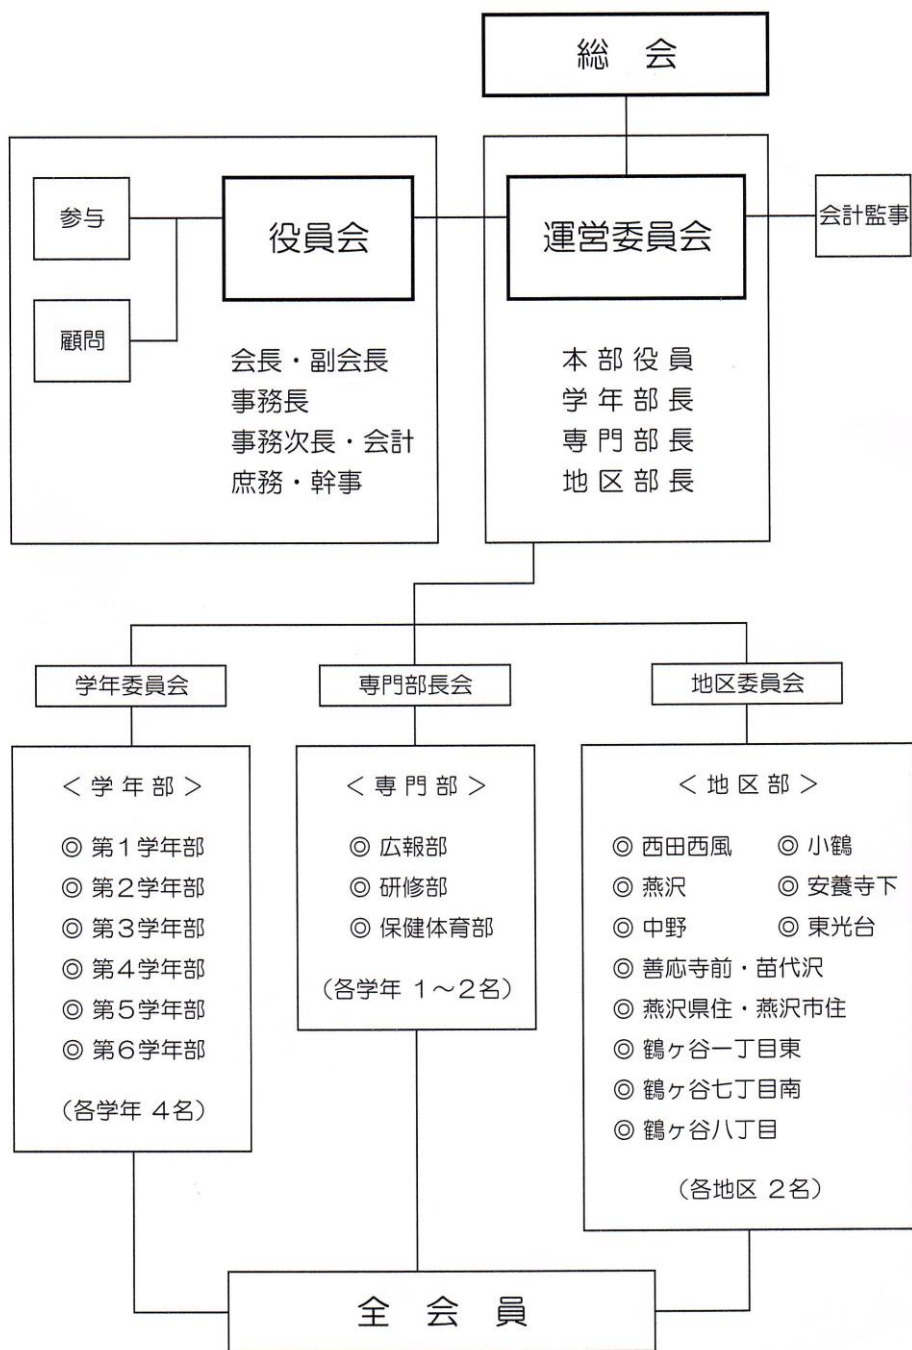 総 会
参与
顧問
役員会
会長・副会長
事務長
事務次長・会計
庶務・幹事
運営委員会
本 部 役 員
学 年 部 長
専 門 部 長
地 区 部 長
会計監事
学年委員会
専門部長会
地区委員会
＜ 学 年 部 ＞
◎ 第１学年部
◎ 第２学年部
◎ 第３学年部
◎ 第４学年部
◎ 第５学年部
◎ 第６学年部
（各学年 ４名）
＜ 専 門 部 ＞
◎ 広報部
◎ 研修部
◎ 保健体育部
（各学年 １～２名）
＜ 地 区 部 ＞
◎ 西田西風 ◎ 小鶴
◎ 燕沢 ◎ 安養寺下
◎ 中野 ◎ 東光台
◎ 善応寺前・苗代沢
◎ 燕沢県住・燕沢市住
◎ 鶴ヶ谷一丁目東
◎ 鶴ヶ谷七丁目南
◎ 鶴ヶ谷八丁目
（各地区 ２名）
全 会 員